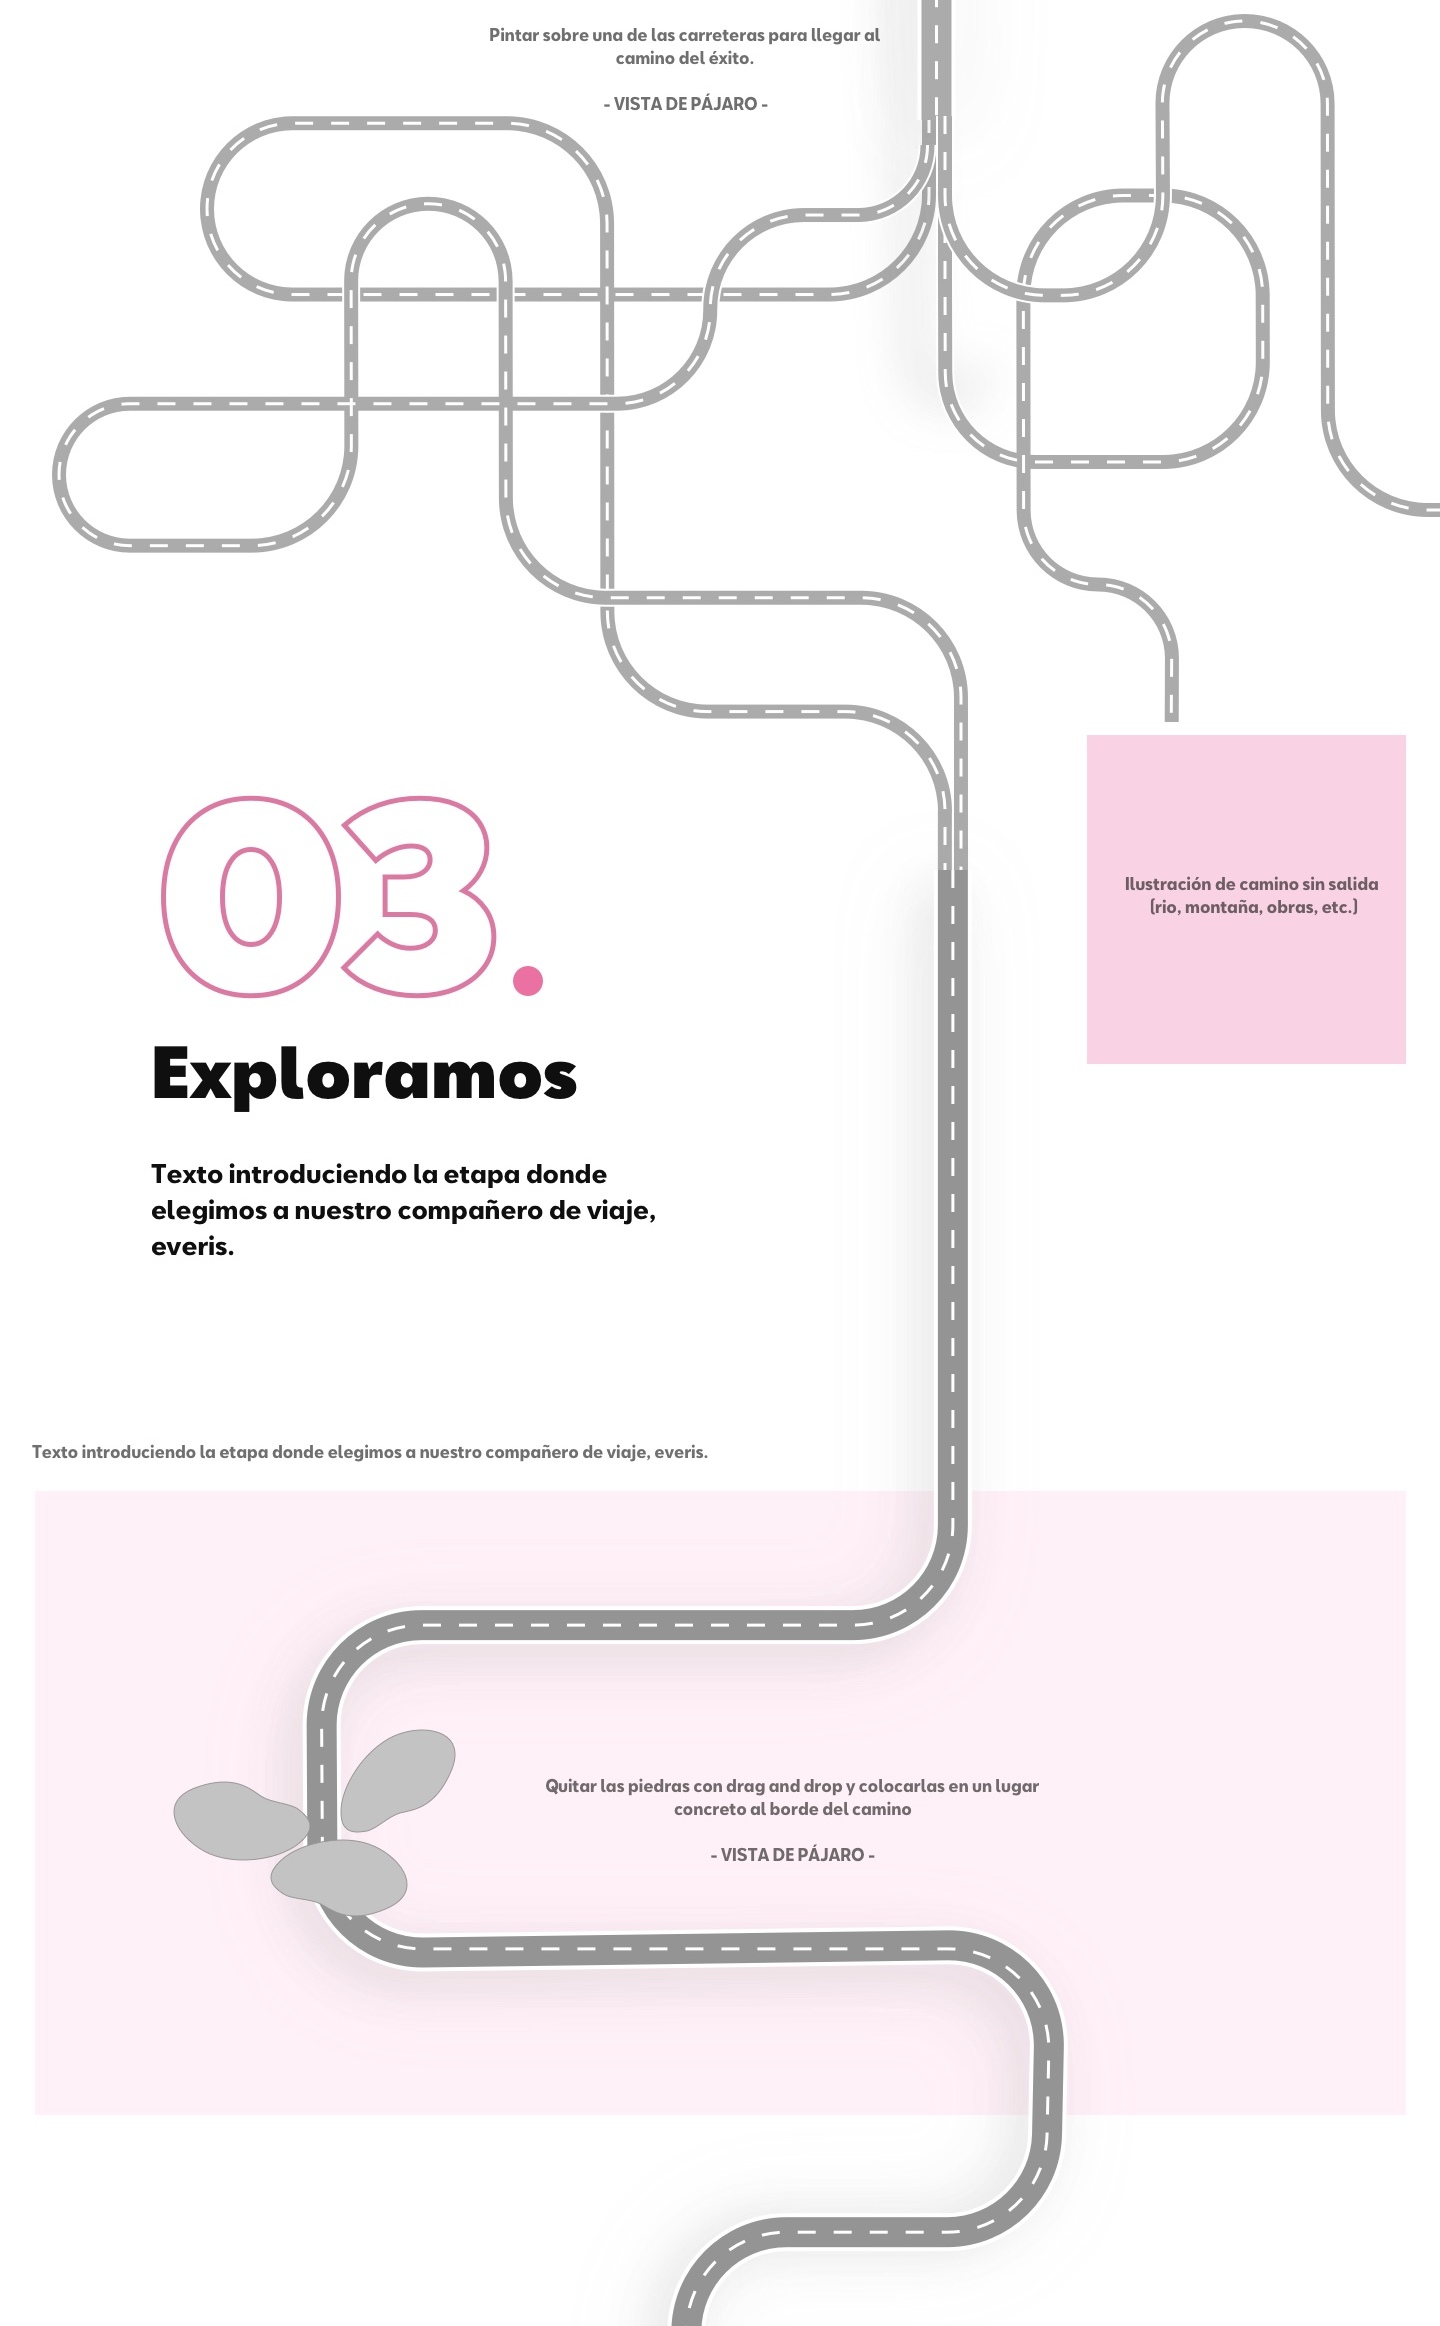 Pintar sobre una de las carreteras para llegar al
camino del éxito.
- VISTA DE PÁJARO -
03.
Ilustración de camino sin salida
(rio, montaña, obras, etc.)
Exploramos
Texto introduciendo la etapa donde
elegimos a nuestro compañero de viaje,
everis.
Texto introduciendo la etapa donde elegimos a nuestro compañero de viaje, everis.
Quitar las piedras con drag and drop y colocarlas en un lugar
concreto al borde del camino
- VISTA DE PÁJARO -